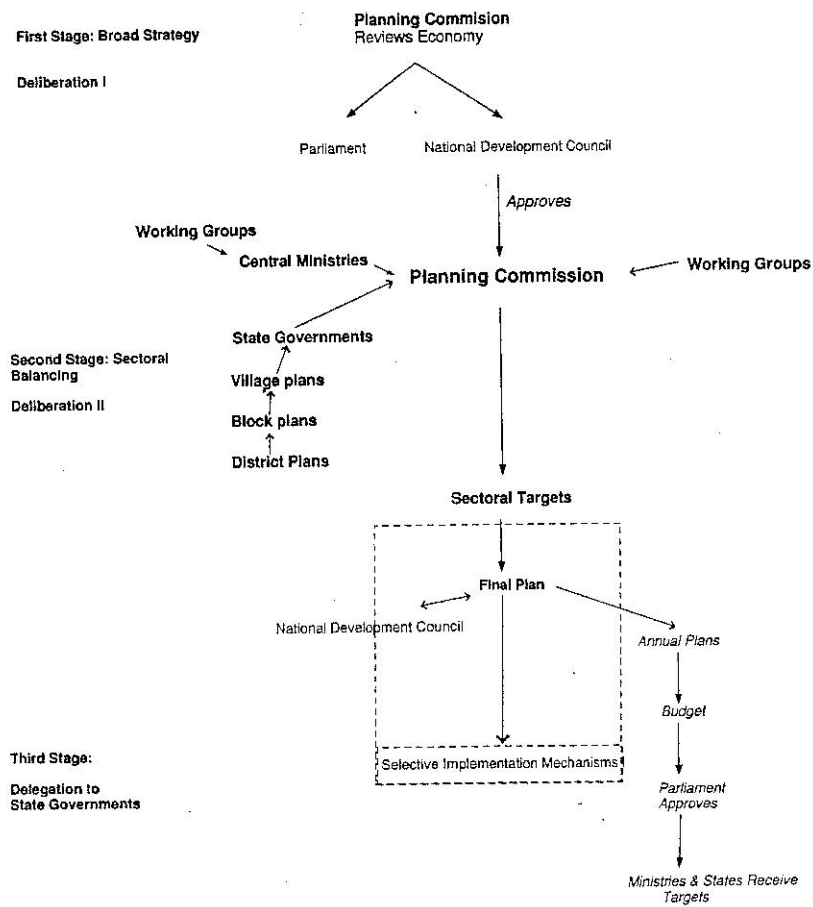 Planning Commision
Reviews Economy
First Stage: Broad Strategy
Deliberation I
Parliament
National Development Council
Approves
Working Groups
Central Ministries
Planning Commission
Working Groups
State Governments
Second Stage: Sectoral
Balancing
Village plans
Deliberation II
Block plans
District Plans
Sectoral Targets
Final Plan
National Development Council
Annual Plans
Budget
Third Stage:
Selective Implementation Mechanisms
Delegation to
State Governments
Parliament
Approves
Ministries & States Receive
Targets